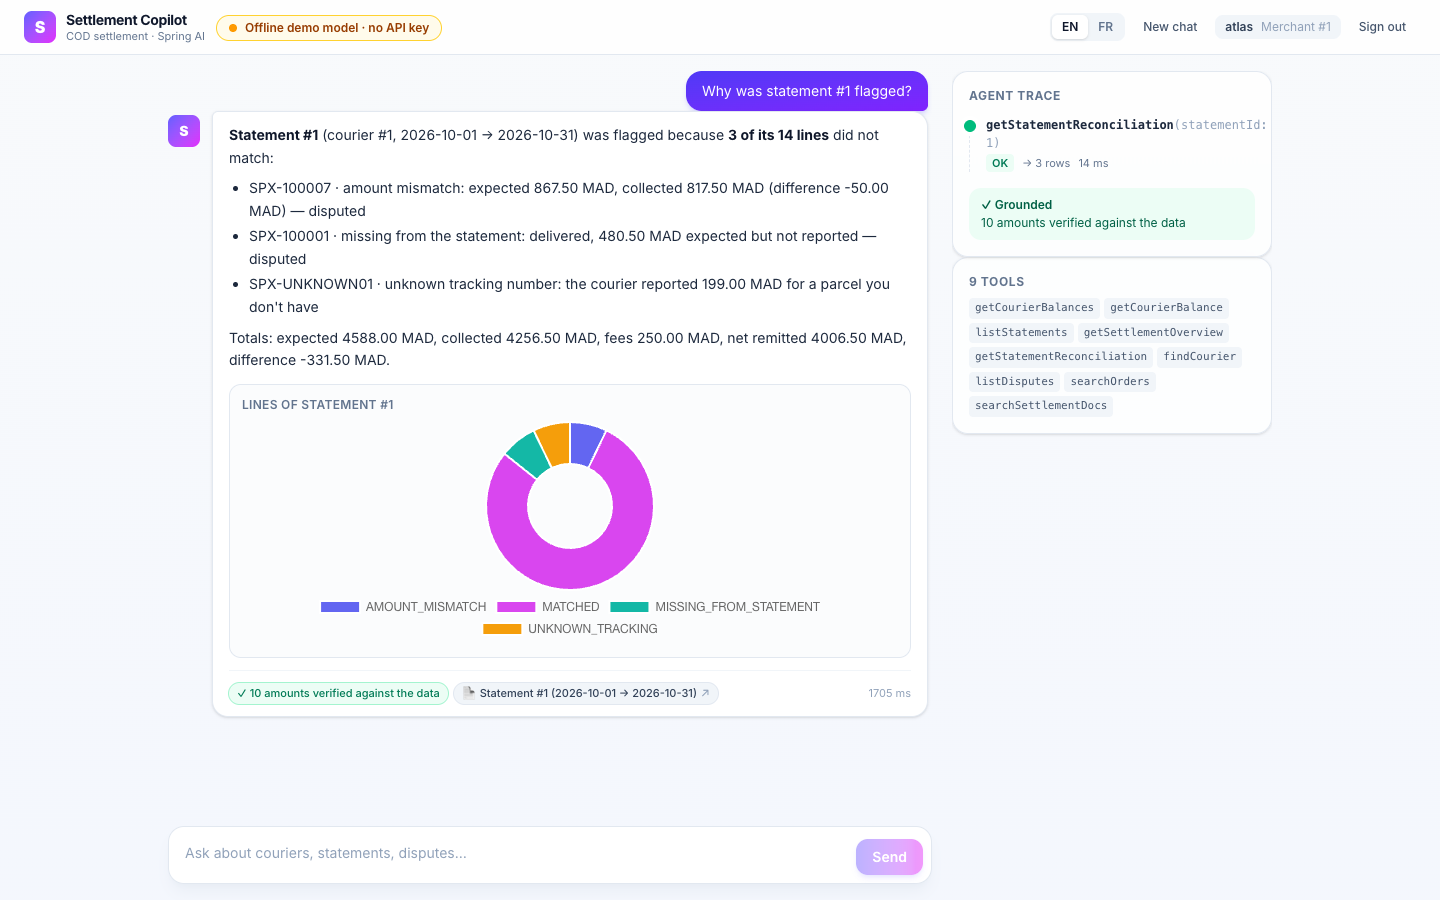 S
Settlement Copilot
COD settlement · Spring AI
Offline demo model · no API key
EN FR
New chat
atlas Merchant #1
Sign out
Why was statement #1 flagged?
S
Statement #1 (courier #1, 2026-10-01 → 2026-10-31) was flagged because 3 of its 14 lines did not
match:
• SPX-100007 · amount mismatch: expected 867.50 MAD, collected 817.50 MAD (difference -50.00
MAD) — disputed
• SPX-100001 · missing from the statement: delivered, 480.50 MAD expected but not reported —
disputed
• SPX-UNKNOWN01 · unknown tracking number: the courier reported 199.00 MAD for a parcel you
don't have
Totals: expected 4588.00 MAD, collected 4256.50 MAD, fees 250.00 MAD, net remitted 4006.50 MAD,
difference -331.50 MAD.
LINES OF STATEMENT #1
AMOUNT_MISMATCH MATCHED MISSING_FROM_STATEMENT
UNKNOWN_TRACKING
✓ 10 amounts verified against the data
Statement #1 (2026-10-01 → 2026-10-31) ↗
1705 ms
Ask about couriers, statements, disputes...
Send
AGENT TRACE
getStatementReconciliation(statementId:
1)
OK → 3 rows 14 ms
✓ Grounded
10 amounts verified against the data
9 TOOLS
getCourierBalances getCourierBalance
listStatements getSettlementOverview
getStatementReconciliation findCourier
listDisputes searchOrders
searchSettlementDocs